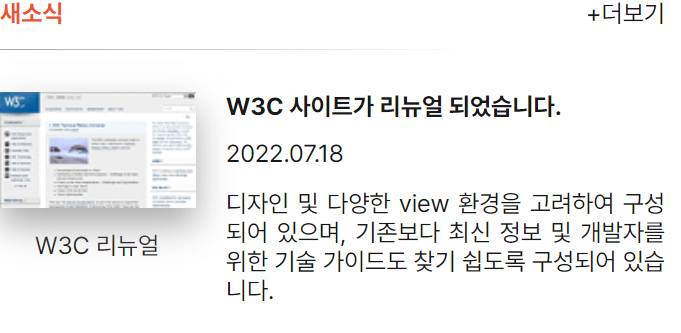 새소식
+더보기
W3C
W3C 사이트가 리뉴얼 되었습니다.
2022.07.18
디자인 및 다양한 view 환경을 고려하여 구성
되어 있으며, 기존보다 최신 정보 및 개발자를
위한 기술 가이드도 찾기 쉽도록 구성되어 있습
니다.
W3C 리뉴얼